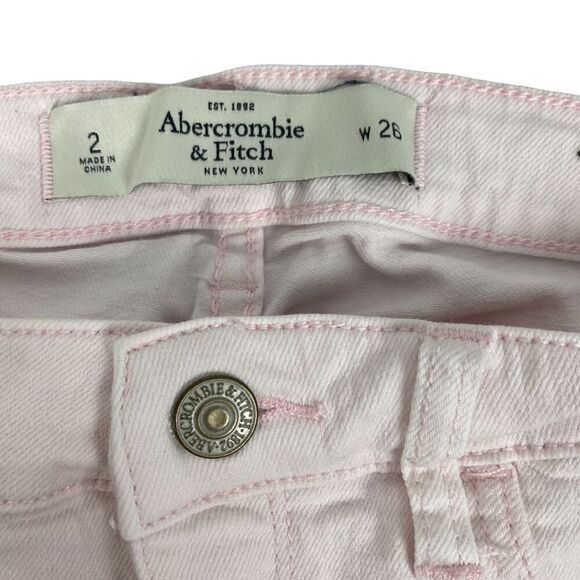 2
MADE IN
CHINA
EST. 1892
Abercrombie
& Fitch
NEW YORK
W 26
ABERCROMBIE & FITCH · 1892 ·